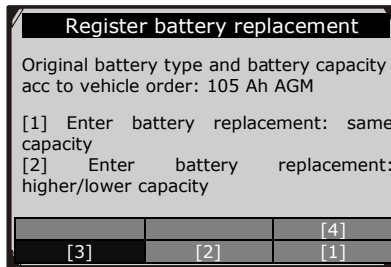 Register battery replacement
Original battery type and battery capacity
acc to vehicle order: 105 Ah AGM
[1] Enter battery replacement: same
capacity
[2] Enter battery replacement:
higher/lower capacity
[4]
[3] [2] [1]